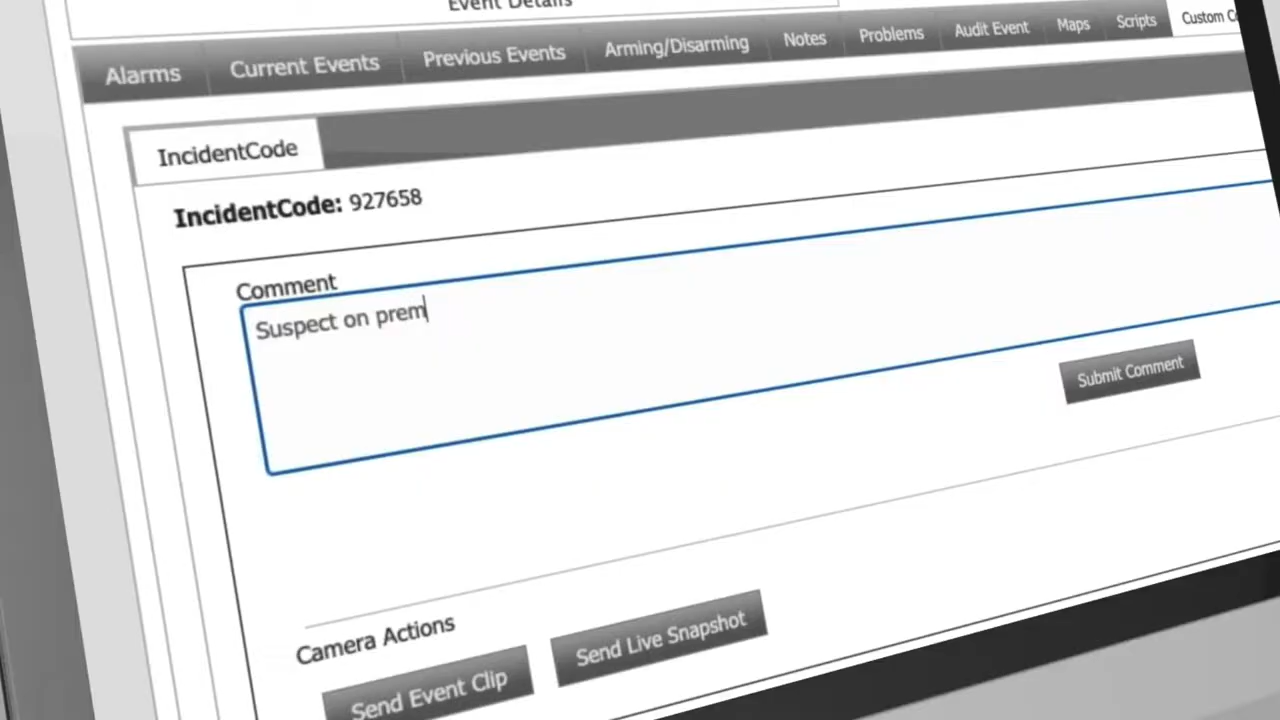 Event Details
Alarms Current Events Previous Events Arming/Disarming Notes Problems Audit Event Maps Scripts Custom
IncidentCode
IncidentCode: 927658
Comment
Suspect on prem
Submit Comment
Camera Actions
Send Event Clip Send Live Snapshot